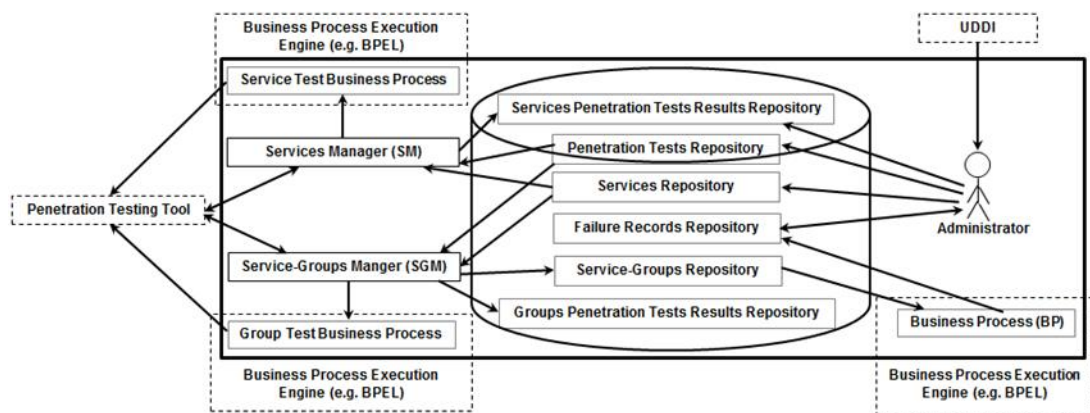 Business Process Execution
Engine (e.g. BPEL)
UDDI
Service Test Business Process
Services Penetration Tests Results Repository
Services Manager (SM)
Penetration Tests Repository
Services Repository
Penetration Testing Tool
Failure Records Repository
Administrator
Service-Groups Manger (SGM)
Service-Groups Repository
Groups Penetration Tests Results Repository
Group Test Business Process
Business Process (BP)
Business Process Execution
Engine (e.g. BPEL)
Business Process Execution
Engine (e.g. BPEL)